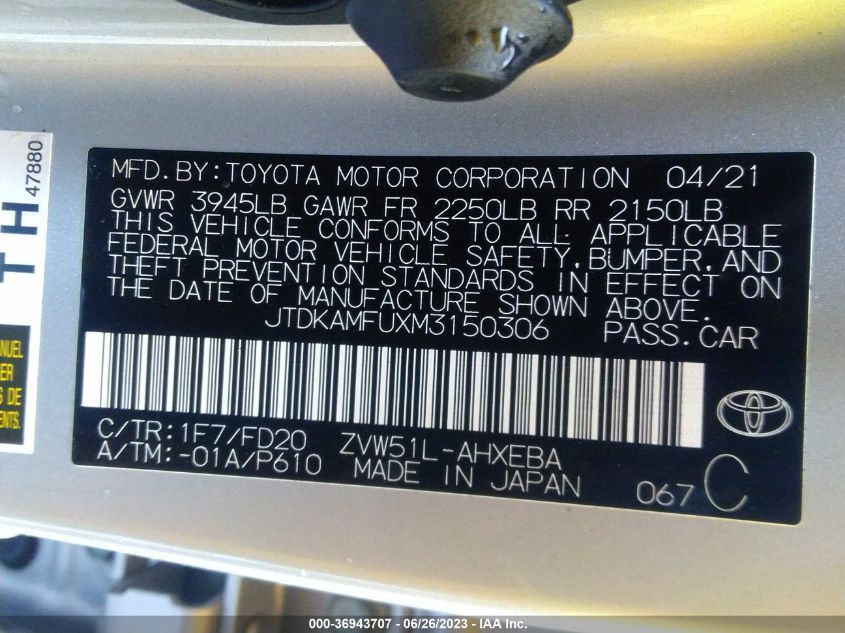 MFD.BY:TOYOTA MOTOR CORPORATION 04/21
GVWR 3945LB GAWR FR 2250LB RR 2150LB
THIS VEHICLE CONFORMS TO ALL APPLICABLE
FEDERAL MOTOR VEHICLE SAFETY,BUMPER,AND
THEFT PREVENTION STANDARDS IN EFFECT ON
THE DATE OF MANUFACTURE SHOWN ABOVE.
JTDKAMFUXM3150306 PASS.CAR
C/TR:1F7/FD20 ZVW51L-AHXEBA
A/TM:-01A/P610 MADE IN JAPAN
067 C
TH
47880
000-36943707 - 06/26/2023 - IAA Inc.